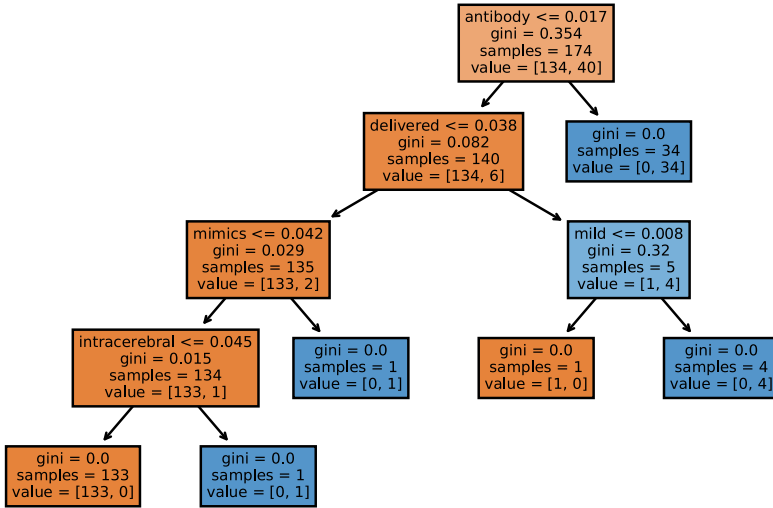 antibody <= 0.017
gini = 0.354
samples = 174
value = [134, 40]
delivered <= 0.038
gini = 0.082
samples = 140
value = [134, 6]
gini = 0.0
samples = 34
value = [0, 34]
mimics <= 0.042
gini = 0.029
samples = 135
value = [133, 2]
mild <= 0.008
gini = 0.32
samples = 5
value = [1, 4]
intracerebral <= 0.045
gini = 0.015
samples = 134
value = [133, 1]
gini = 0.0
samples = 1
value = [0, 1]
gini = 0.0
samples = 1
value = [1, 0]
gini = 0.0
samples = 4
value = [0, 4]
gini = 0.0
samples = 133
value = [133, 0]
gini = 0.0
samples = 1
value = [0, 1]